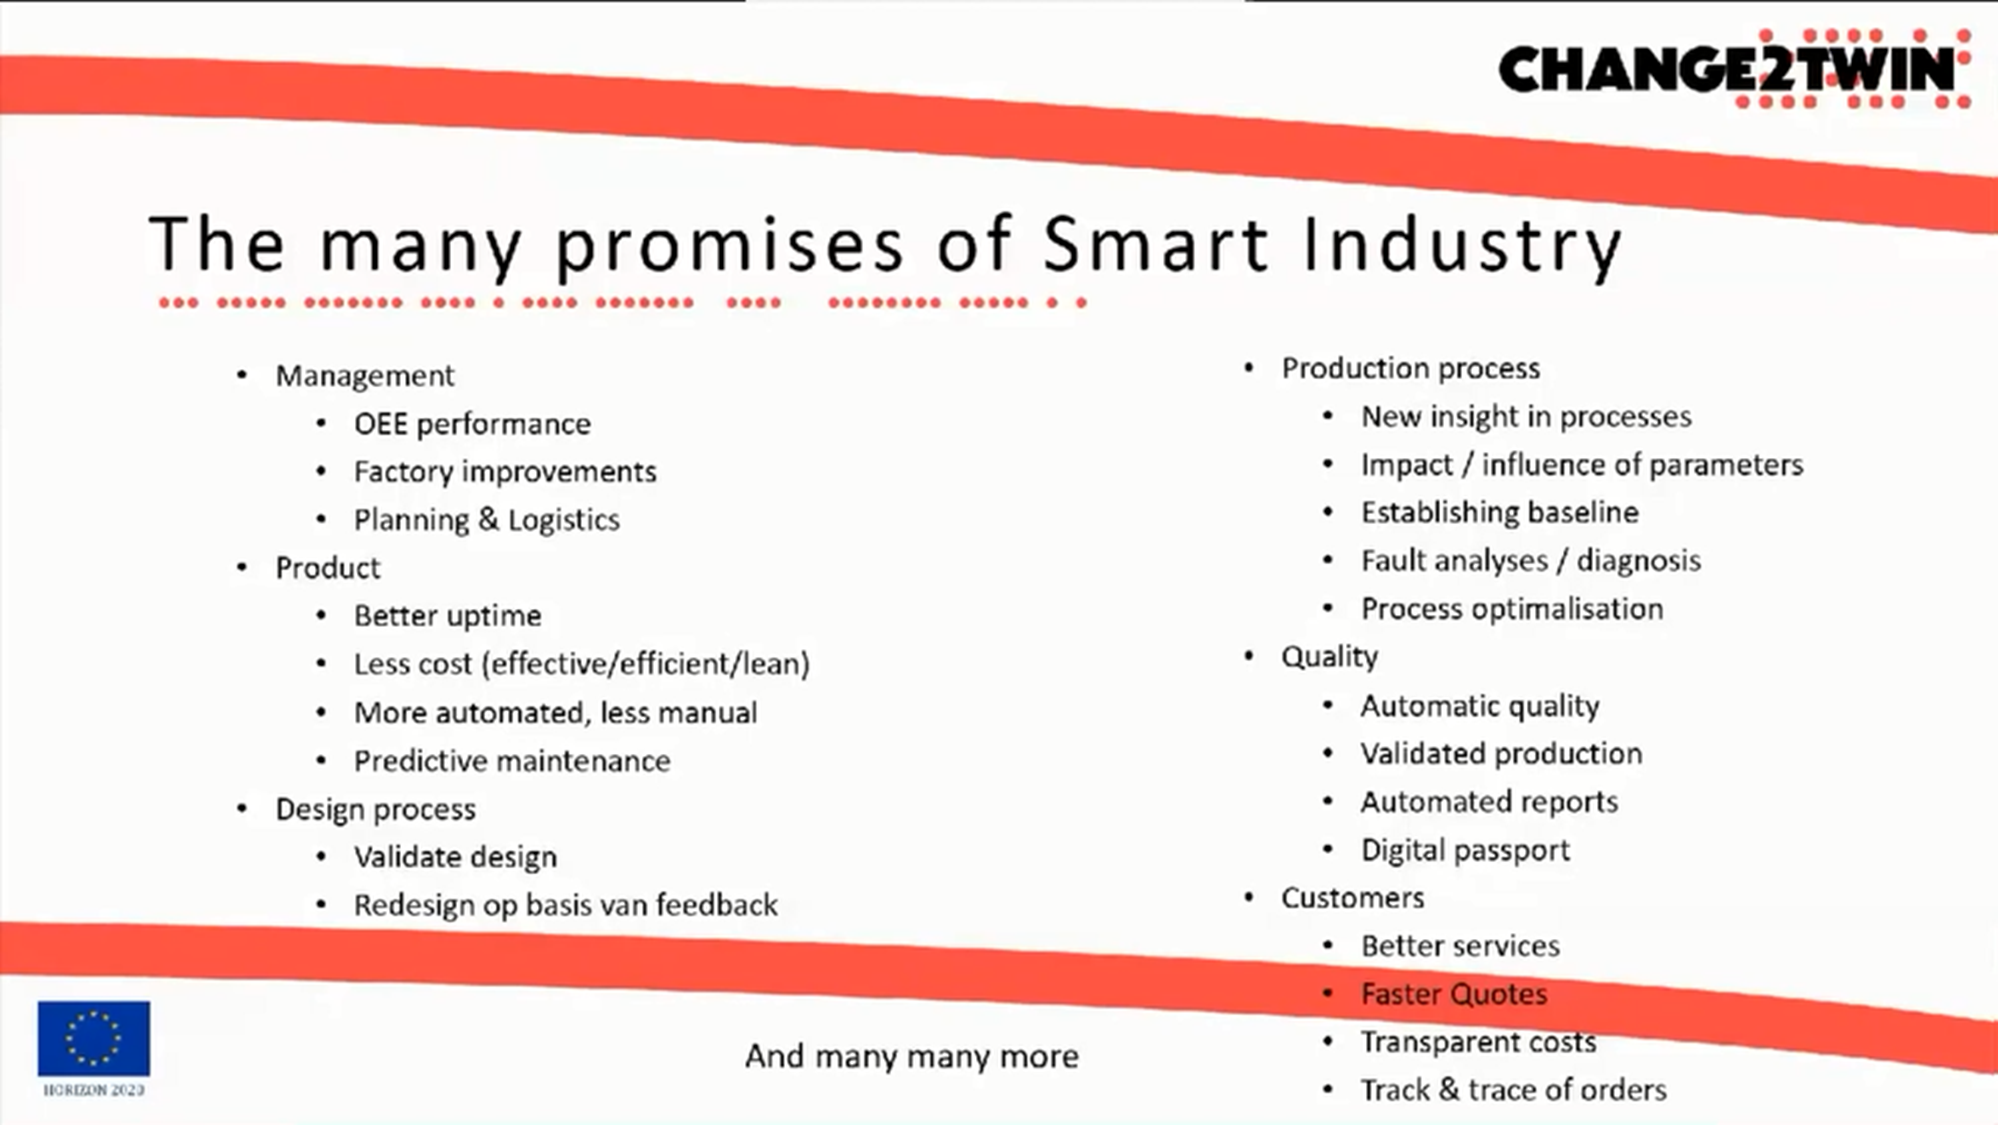 CHANGE2TWIN
The many promises of Smart Industry
• Management
• OEE performance
• Factory improvements
• Planning & Logistics
• Product
• Better uptime
• Less cost (effective/efficient/lean)
• More automated, less manual
• Predictive maintenance
• Design process
• Validate design
• Redesign op basis van feedback
• Production process
• New insight in processes
• Impact / influence of parameters
• Establishing baseline
• Fault analyses / diagnosis
• Process optimalisation
• Quality
• Automatic quality
• Validated production
• Automated reports
• Digital passport
• Customers
• Better services
• Faster Quotes
• Transparent costs
• Track & trace of orders
And many many more
HORIZON 2020